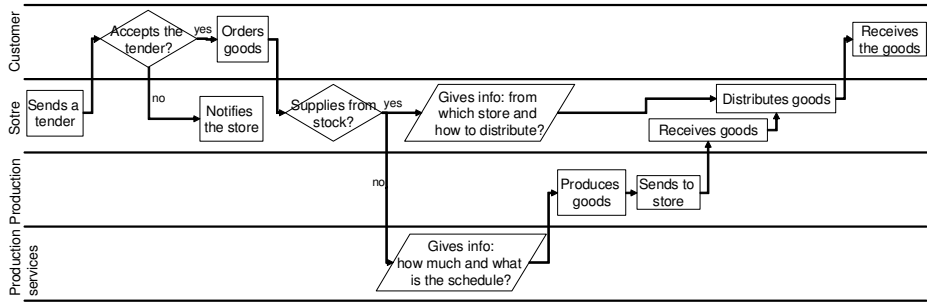 Customer
Accepts the
tender?
yes
Orders
goods
Receives
the goods
Sotre
Sends a
tender
no
Notifies
the store
Supplies from
stock?
yes
Gives info: from
which store and
how to distribute?
Distributes goods
Receives goods
Production
no
Produces
goods
Sends to
store
Production
services
Gives info:
how much and what
is the schedule?